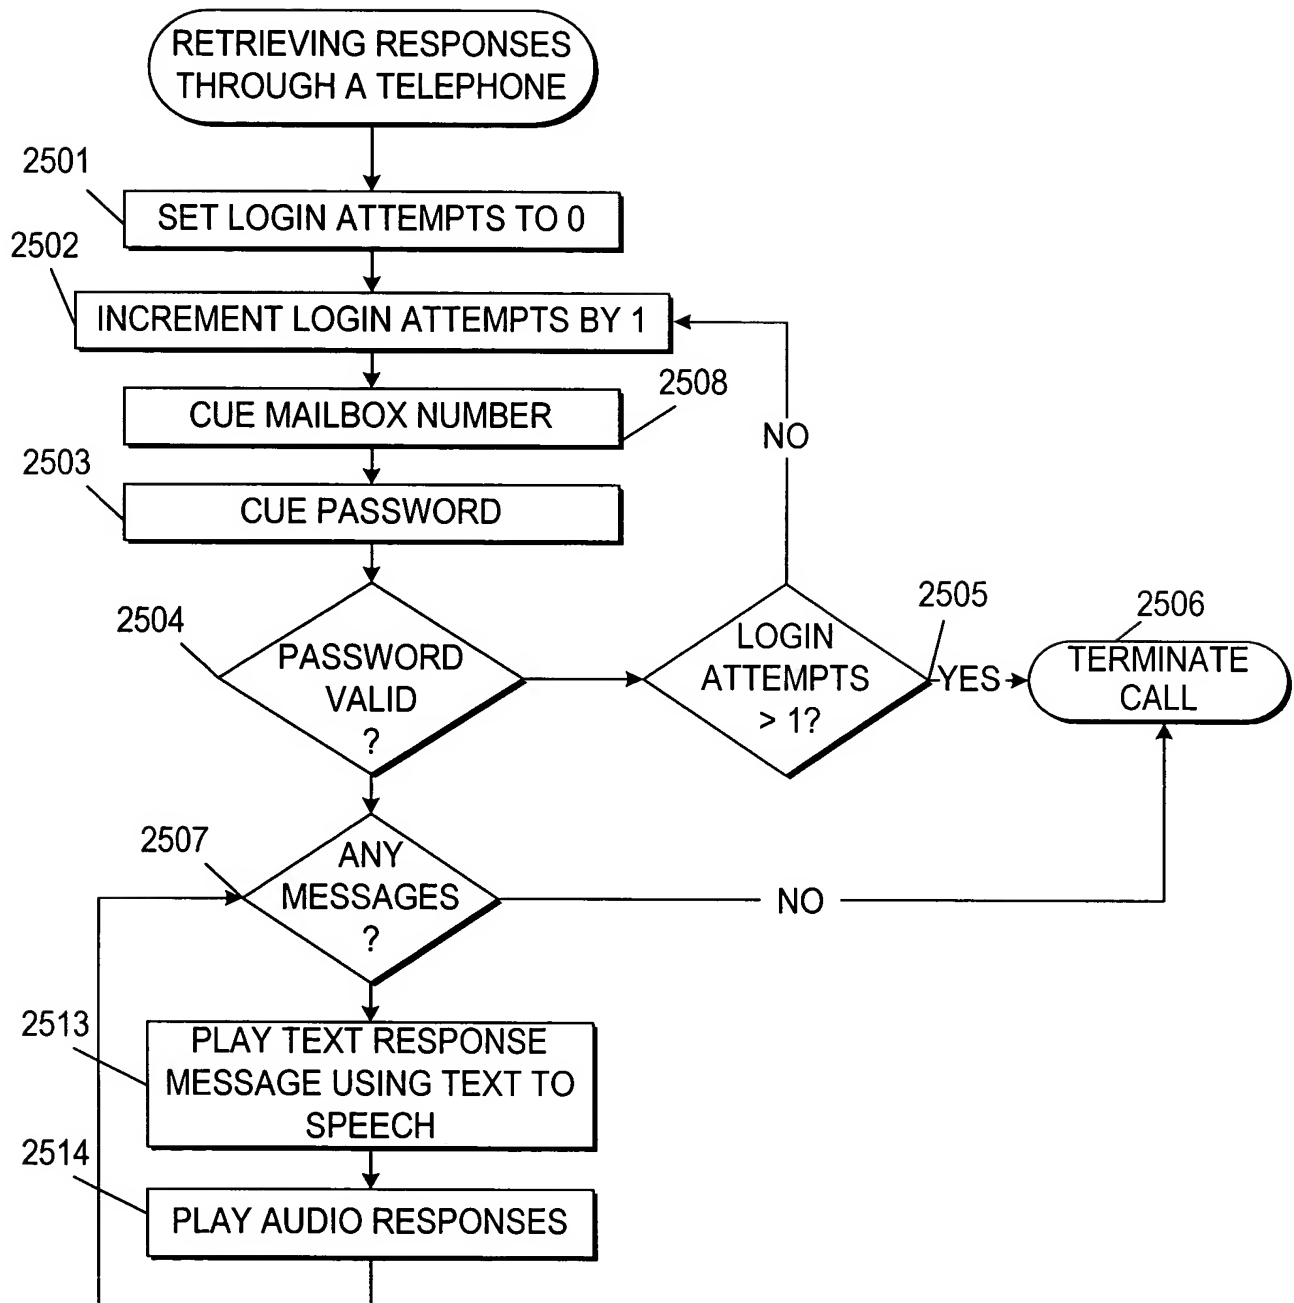 RETRIEVING RESPONSES
THROUGH A TELEPHONE
2501
SET LOGIN ATTEMPTS TO 0
2502
INCREMENT LOGIN ATTEMPTS BY 1
2508
CUE MAILBOX NUMBER
NO
2503
CUE PASSWORD
2504
PASSWORD
VALID
?
LOGIN
ATTEMPTS
> 1?
2505
YES
2506
TERMINATE
CALL
2507
ANY
MESSAGES
?
NO
2513
PLAY TEXT RESPONSE
MESSAGE USING TEXT TO
SPEECH
2514
PLAY AUDIO RESPONSES